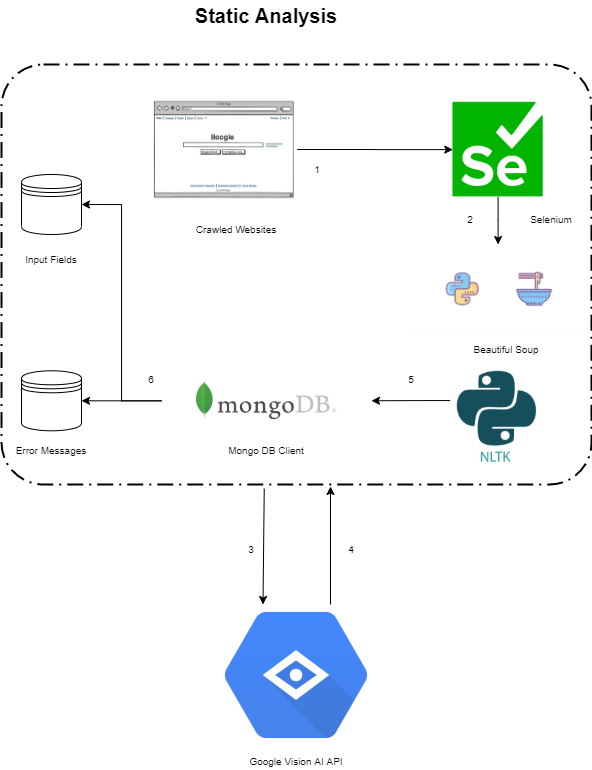 Static Analysis
Boogle
1
Se
Crawled Websites
2
Selenium
Input Fields
Beautiful Soup
6
mongoDB
5
NLTK
Error Messages
Mongo DB Client
3
4
Google Vision AI API